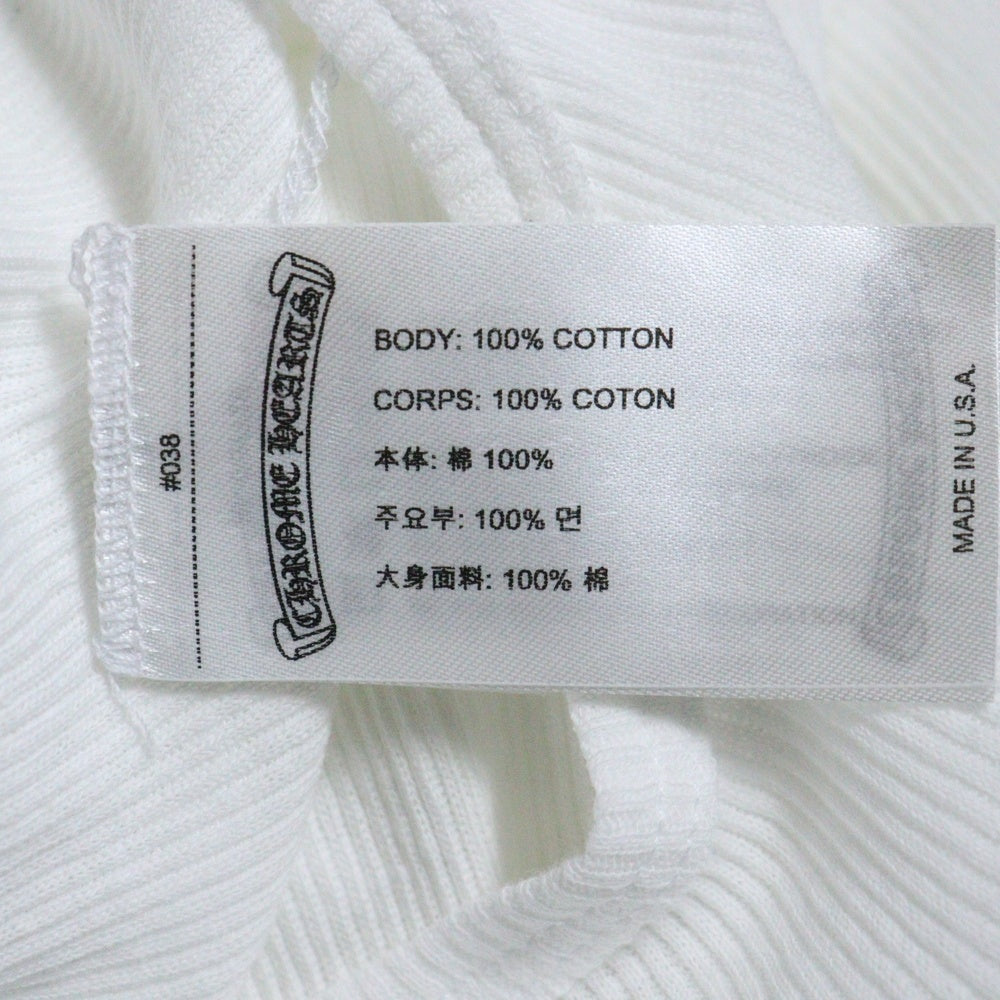 #038
CHROME HEARTS
BODY: 100% COTTON
CORPS: 100% COTON
本体: 棉 100%
주요부: 100% 면
大身面料: 100% 棉
MADE IN U.S.A.